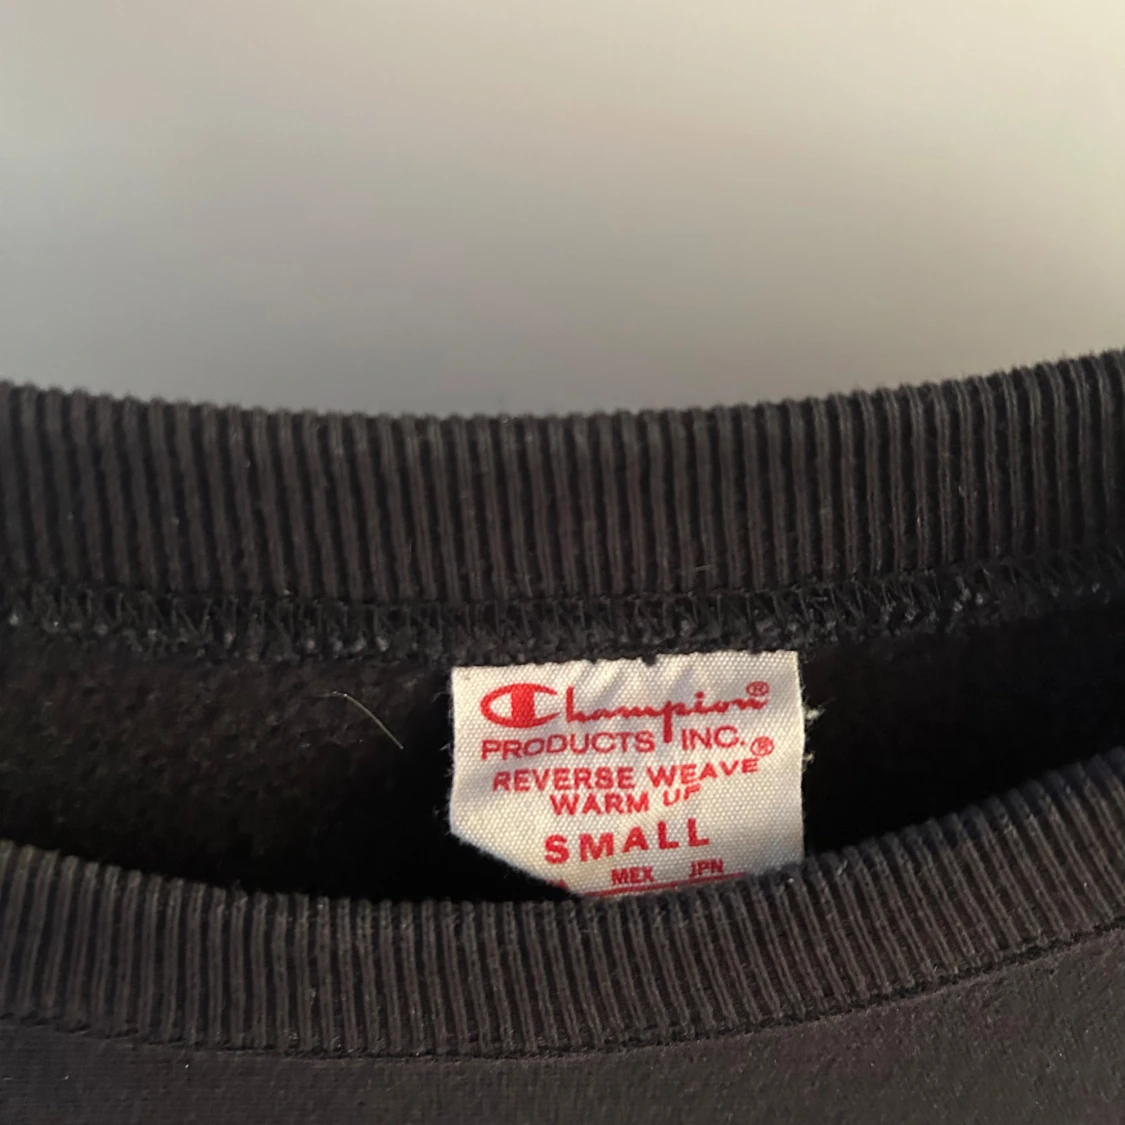 Champion®
PRODUCTS INC.
REVERSE WEAVE®
WARM UP
SMALL
MEX JPN